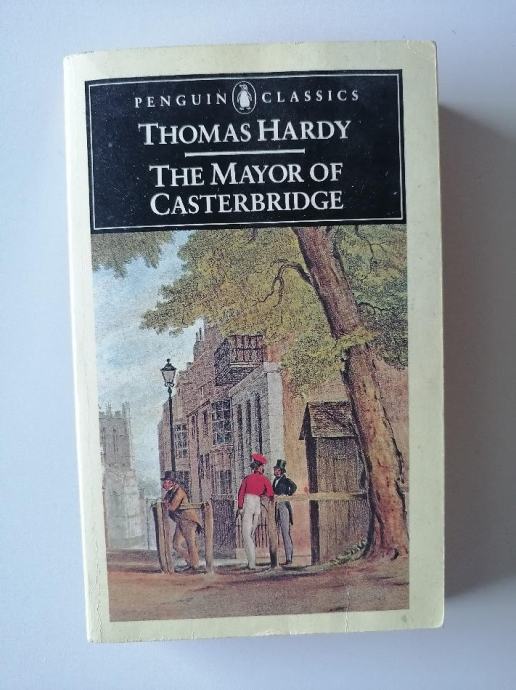 PENGUIN CLASSICS
THOMAS HARDY
THE MAYOR OF
CASTERBRIDGE